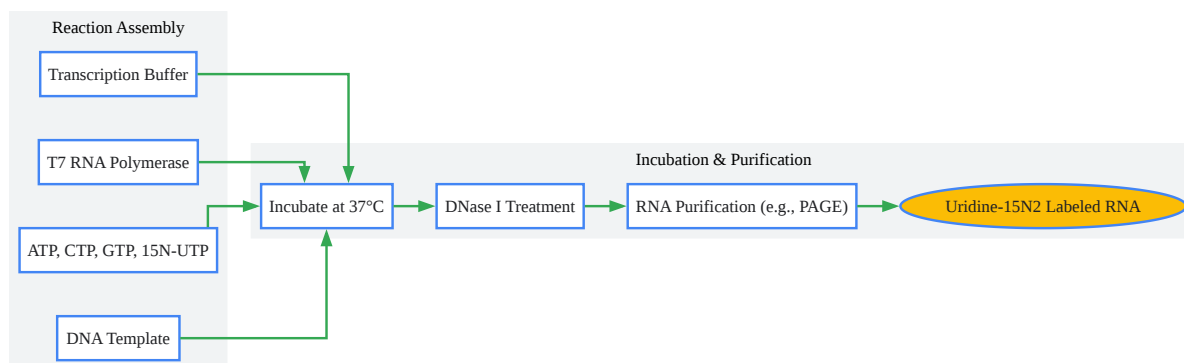 Reaction Assembly
Transcription Buffer
T7 RNA Polymerase
ATP, CTP, GTP, 15N-UTP
DNA Template
Incubation & Purification
Incubate at 37°C
DNase I Treatment
RNA Purification (e.g., PAGE)
Uridine-15N2 Labeled RNA